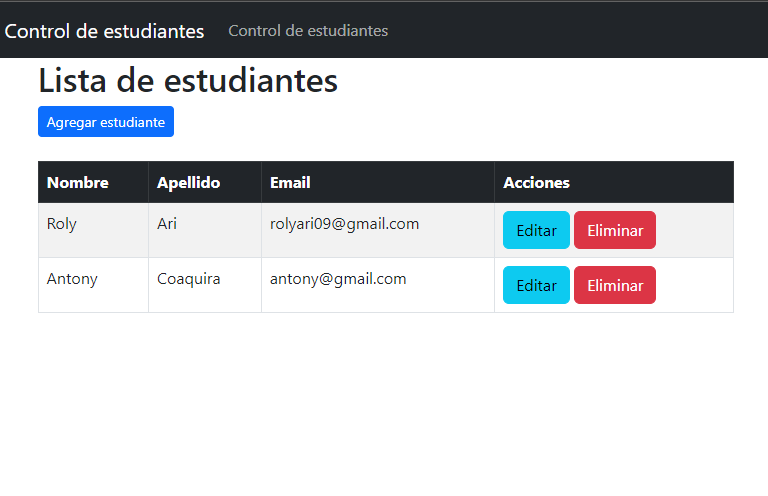 Control de estudiantes Control de estudiantes
Lista de estudiantes
Agregar estudiante
Nombre Apellido Email Acciones
Roly Ari rolyari09@gmail.com Editar Eliminar
Antony Coaquira antony@gmail.com Editar Eliminar